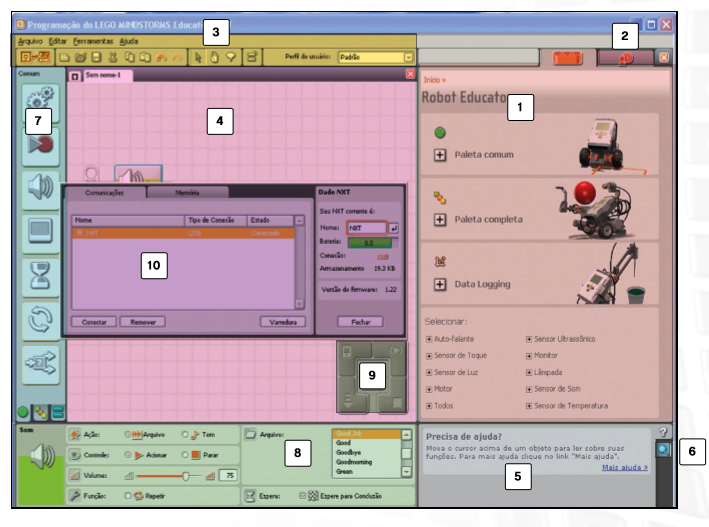 Programação do LEGO MINDSTORMS Educat
3
2
Arquivo Editar Ferramentas Ajuda
Perfil do usuário: Padrão
Comum
Sem nome-1
Início »
Robot Educato
1
7
4
Paleta comum
Paleta completa
Data Logging
Comunicações
Memória
Dado NXT
Seu NXT corrente é:
Nome
Tipo de Conexão
Estado
Nome: NXT
NXT
USB
Conectado
Bateria: 8.5
Conexão: USB
10
Armazenamento 19.3 KB
Versão do firmware: 1.22
Conectar
Remover
Varredura
Fechar
Selecionar:
Auto-falante
Sensor Ultrassônico
Sensor de Toque
Monitor
Sensor de Luz
Lâmpada
Motor
Sensor de Som
Todos
Sensor de Temperatura
9
Som
Ação:
Arquivo
Tom
Arquivo:
Good Job
Good
Goodbye
Goodmorning
Green
8
Controle:
Acionar
Parar
Volume:
75
Função:
Repetir
Espera:
Espere para Conclusão
Precisa de ajuda?
Mova o cursor acima de um objeto para ler sobre suas
funções. Para mais ajuda clique no link "Mais ajuda".
Mais ajuda »
?
5
6